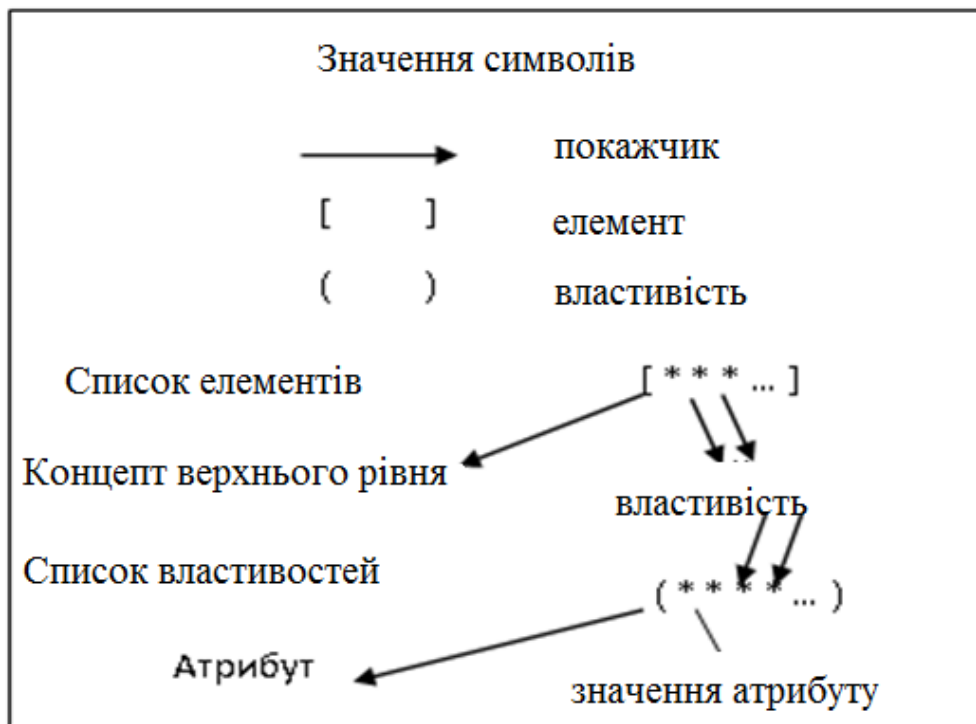 Значення символів
покажчик
[ ] елемент
( ) властивість
Список елементів [ * * * ... ]
Концепт верхнього рівня
властивість
Список властивостей
( * * * * ... )
Атрибут
значення атрибуту